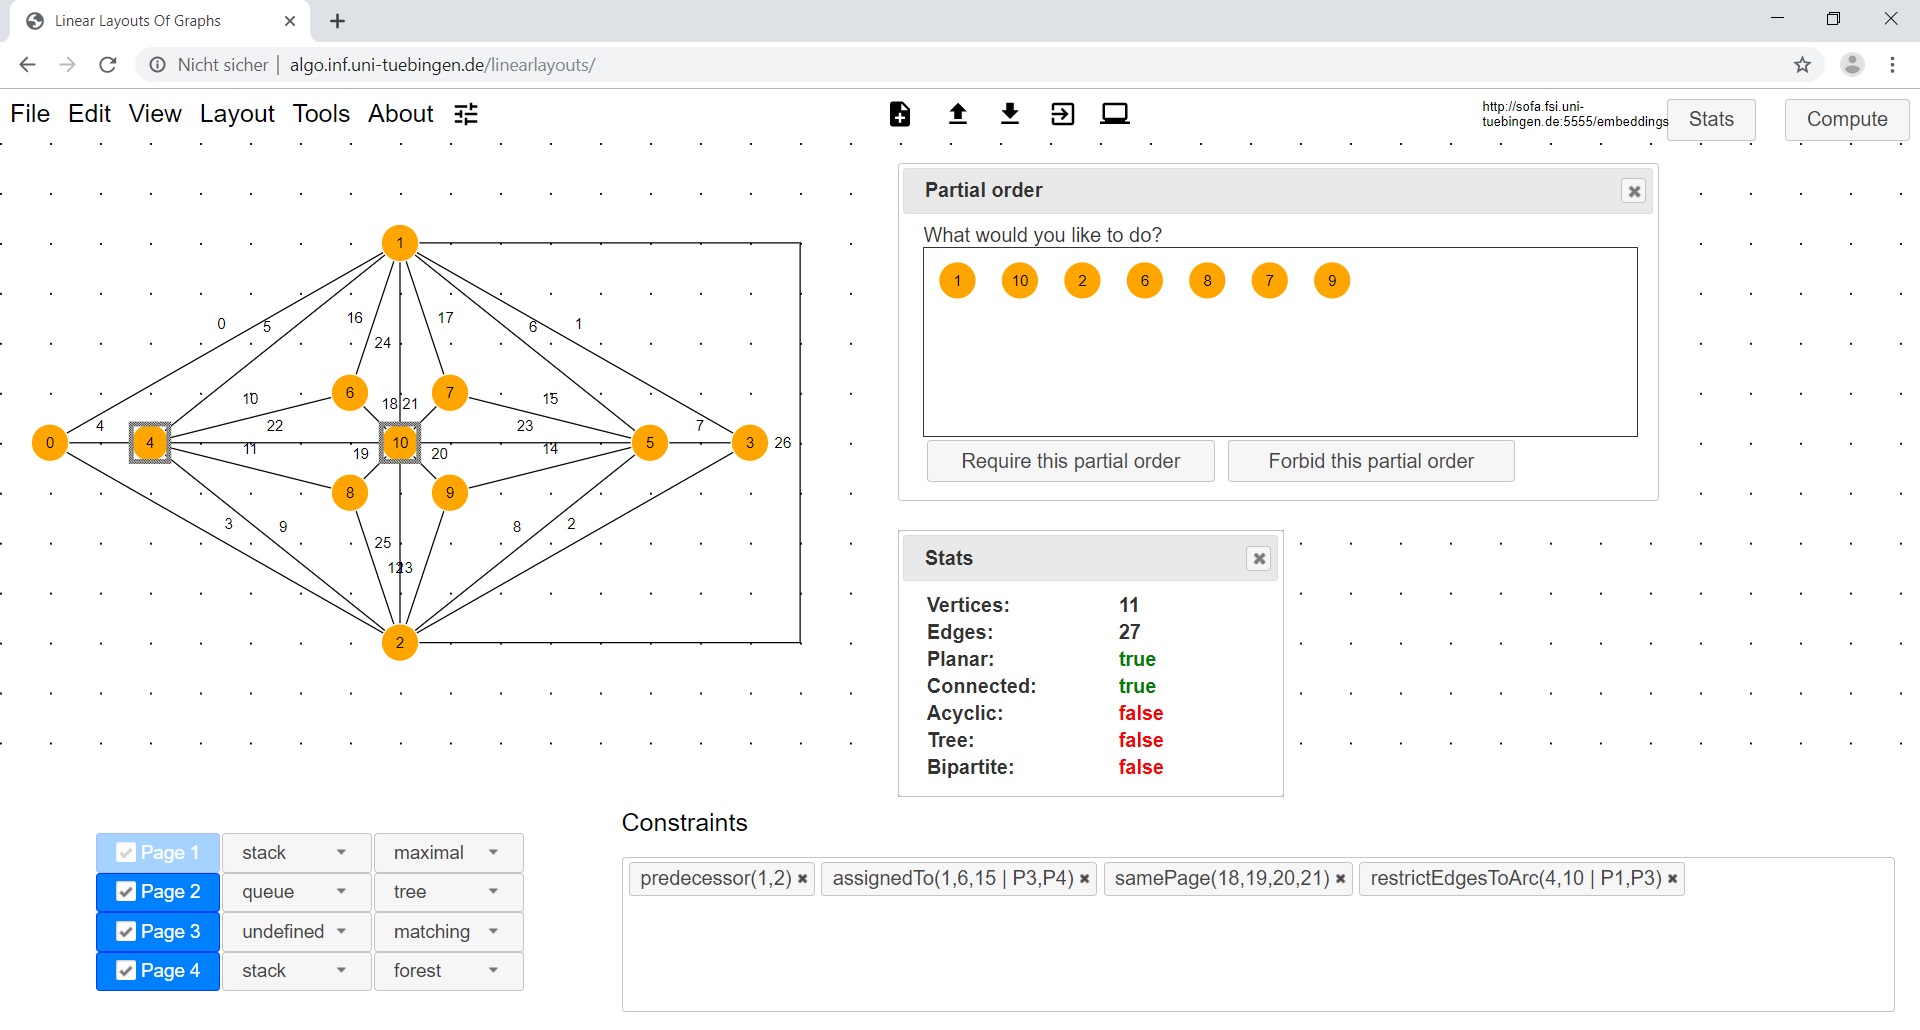 Linear Layouts Of Graphs
Nicht sicher | algo.inf.uni-tuebingen.de/linearlayouts/
File Edit View Layout Tools About
http://sofa.fsi.uni-
tuebingen.de:5555/embeddings
Stats Compute
Partial order
What would you like to do?
1 10 2 6 8 7 9
Require this partial order Forbid this partial order
1
0 5 16 17 6 1
24
6 7
10 18 21 15
4 22 23 7
0 4 10 5 3 26
11 19 20 14
8 9
3 9 8 2
25
12 13
2
Stats
Vertices: 11
Edges: 27
Planar: true
Connected: true
Acyclic: false
Tree: false
Bipartite: false
Page 1 stack maximal
Page 2 queue tree
Page 3 undefined matching
Page 4 stack forest
Constraints
predecessor(1,2) assignedTo(1,6,15 | P3,P4) samePage(18,19,20,21) restrictEdgesToArc(4,10 | P1,P3)